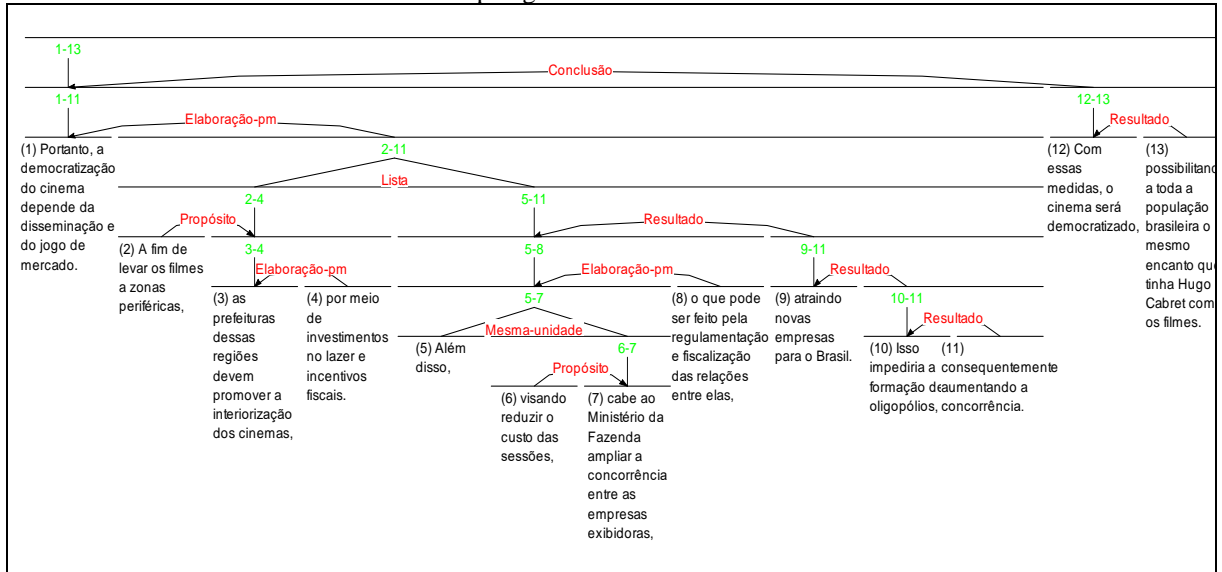 1-13
Conclusão
1-11
12-13
Elaboração-pm
Resultado
(1) Portanto, a
democratização
do cinema
depende da
disseminação e
do jogo de
mercado.
2-11
Lista
2-4
5-11
Propósito
Resultado
(2) A fim de
levar os filmes
a zonas
periféricas,
3-4
5-8
9-11
Elaboração-pm
Elaboração-pm
Resultado
(3) as
prefeituras
dessas
regiões
devem
promover a
interiorização
dos cinemas,
(4) por meio
de
investimentos
no lazer e
incentivos
fiscais.
5-7
Mesma-unidade
(5) Além
disso,
6-7
Propósito
(6) visando
reduzir o
custo das
sessões,
(7) cabe ao
Ministério da
Fazenda
ampliar a
concorrência
entre as
empresas
exibidoras,
(8) o que pode
ser feito pela
regulamentação
e fiscalização
das relações
entre elas,
(9) atraindo
novas
empresas
para o Brasil.
10-11
Resultado
(10) Isso
impediria a
formação d
oligopólios,
(11)
consequentemente
aumentando a
concorrência.
(12) Com
essas
medidas, o
cinema será
democratizado,
(13)
possibilitand
a toda a
população
brasileira o
mesmo
encanto qu
tinha Hugo
Cabret com
os filmes.